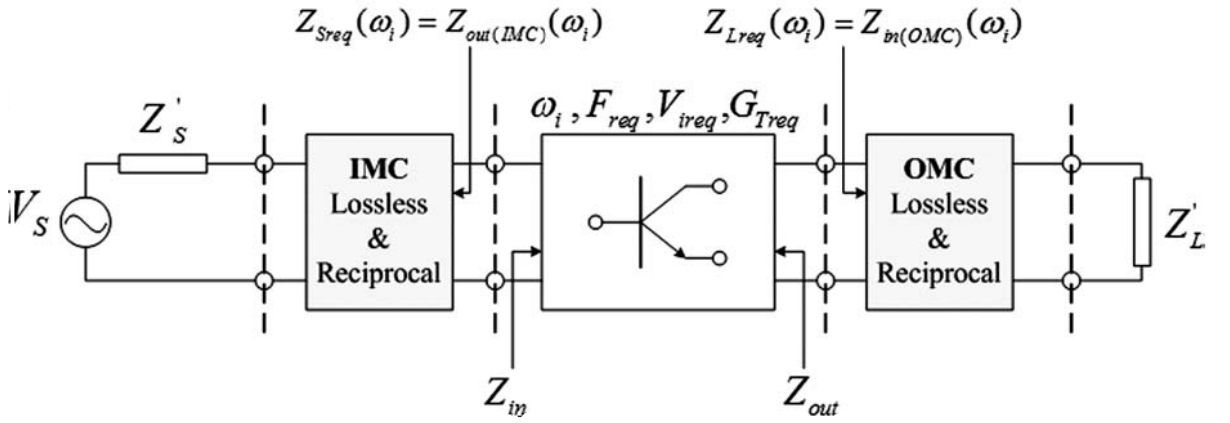 Z_Sreq(ω_i) = Z_out(IMC)(ω_i)
Z_Lreq(ω_i) = Z_in(OMC)(ω_i)
ω_i, F_req, V_ireq, G_Treq
Z'_S
V_S
IMC
Lossless
&
Reciprocal
OMC
Lossless
&
Reciprocal
Z'_L
Z_in
Z_out